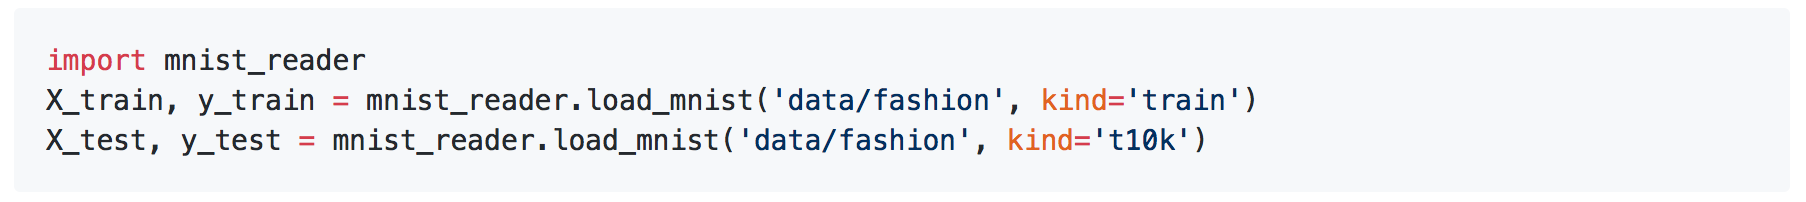 import mnist_reader
X_train, y_train = mnist_reader.load_mnist('data/fashion', kind='train')
X_test, y_test = mnist_reader.load_mnist('data/fashion', kind='t10k')